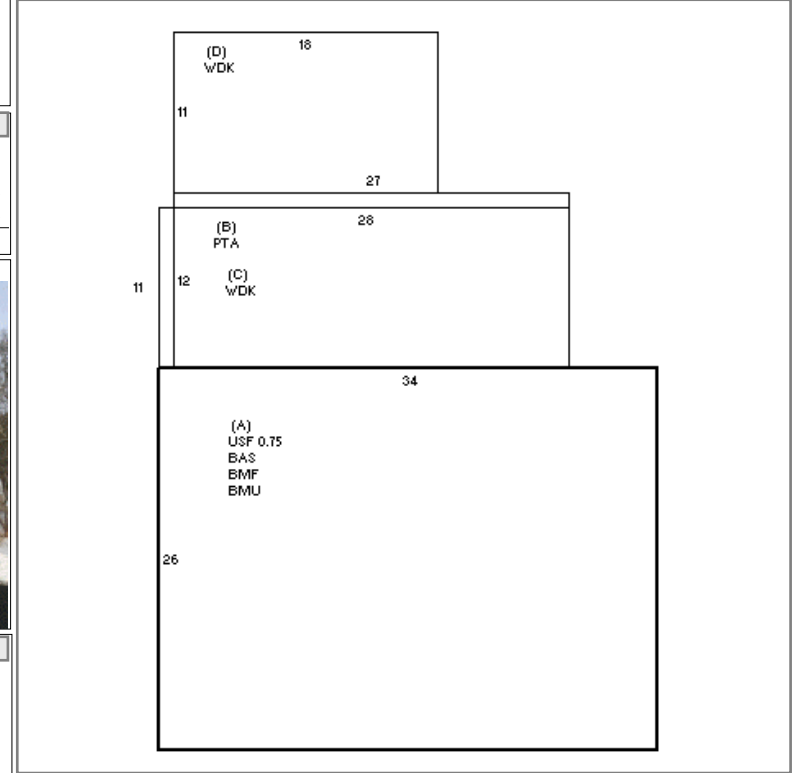 18
(D)
WDK
11
27
28
(B)
PTA
(C)
12
11
WDK
34
(A)
USF 0.75
BAS
BMF
BMU
26